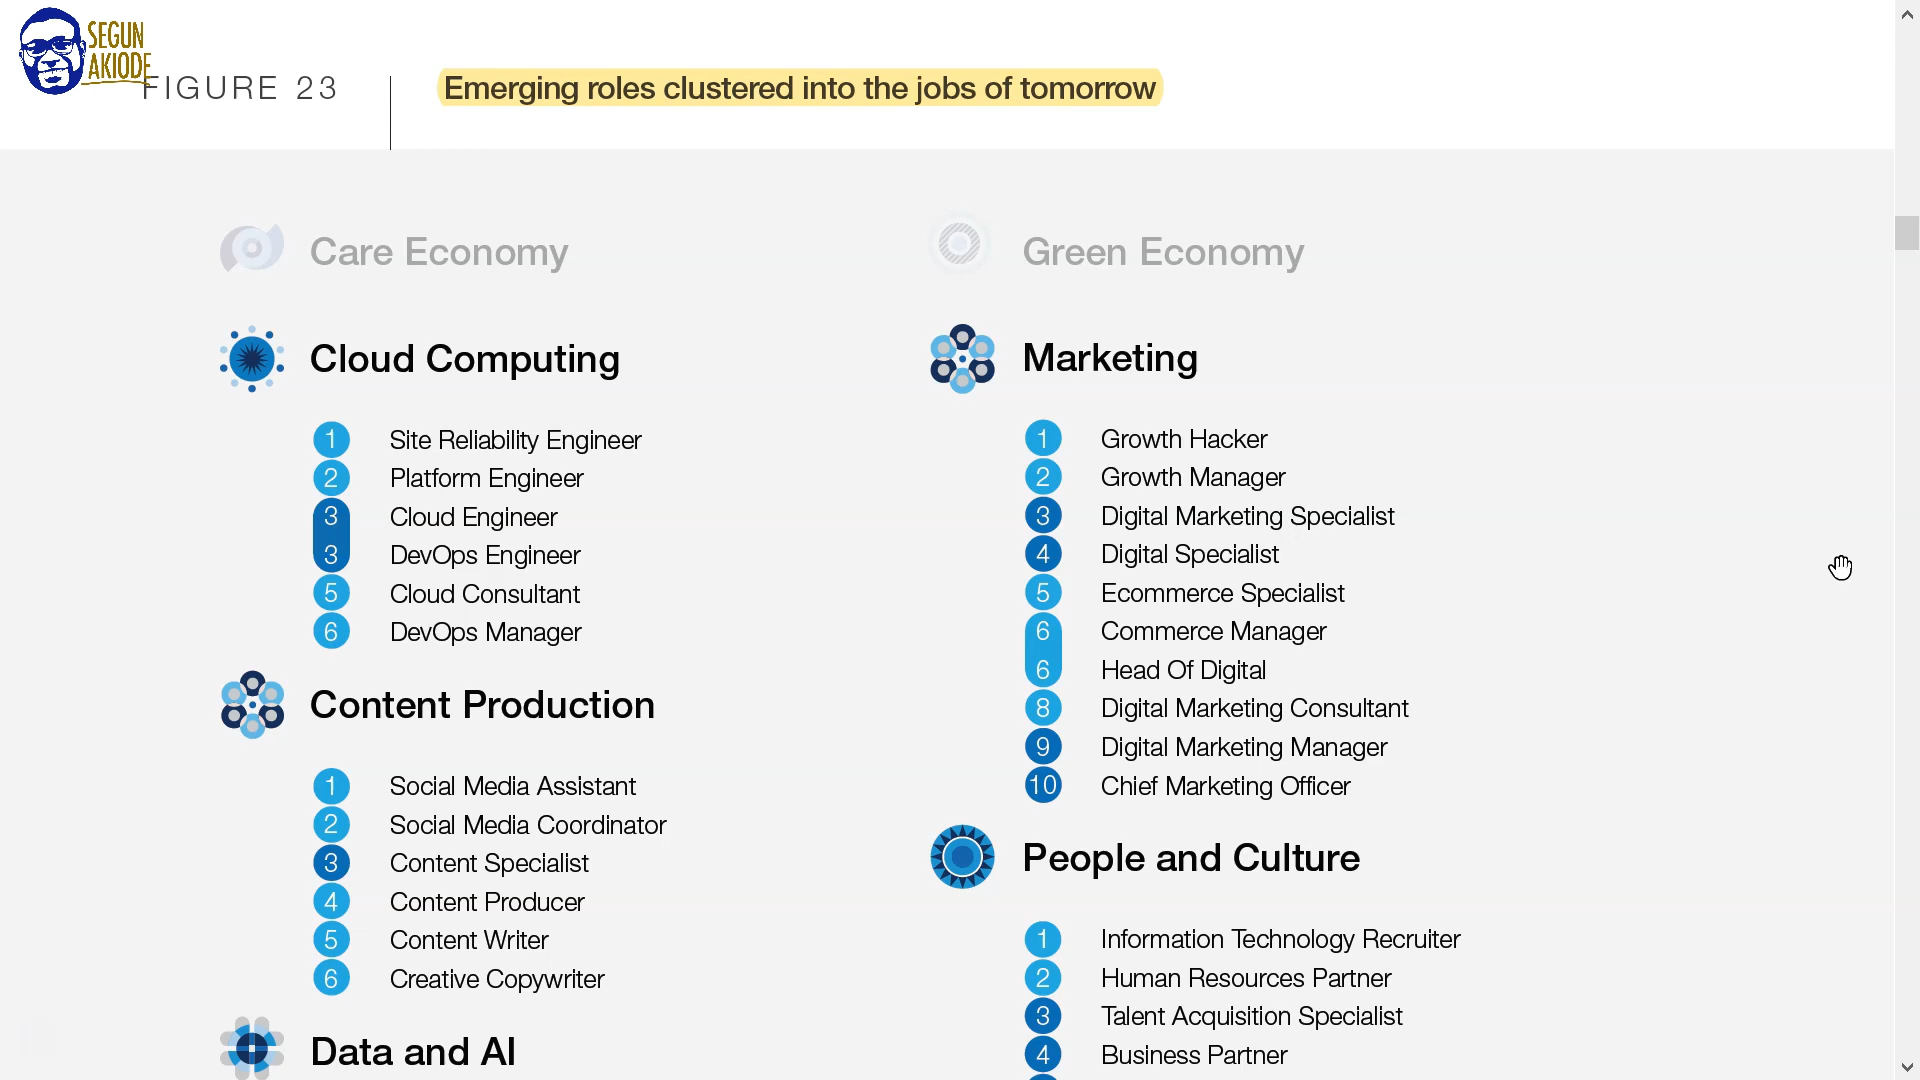 SEGUN
AKIODE
FIGURE 23
Emerging roles clustered into the jobs of tomorrow
Care Economy
Cloud Computing
1 Site Reliability Engineer
2 Platform Engineer
3 Cloud Engineer
3 DevOps Engineer
5 Cloud Consultant
6 DevOps Manager
Content Production
1 Social Media Assistant
2 Social Media Coordinator
3 Content Specialist
4 Content Producer
5 Content Writer
6 Creative Copywriter
Data and AI
Green Economy
Marketing
1 Growth Hacker
2 Growth Manager
3 Digital Marketing Specialist
4 Digital Specialist
5 Ecommerce Specialist
6 Commerce Manager
6 Head Of Digital
8 Digital Marketing Consultant
9 Digital Marketing Manager
10 Chief Marketing Officer
People and Culture
1 Information Technology Recruiter
2 Human Resources Partner
3 Talent Acquisition Specialist
4 Business Partner